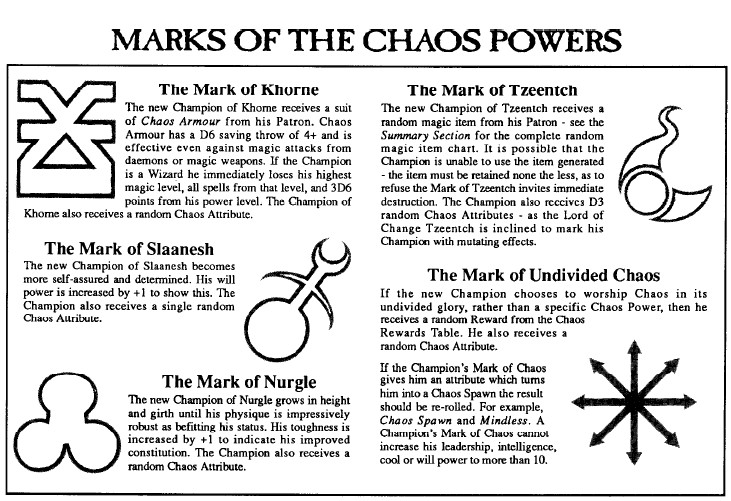 MARKS OF THE CHAOS POWERS
The Mark of Khorne
The new Champion of Khorne receives a suit
of Chaos Armour from his Patron. Chaos
Armour has a D6 saving throw of 4+ and is
effective even against magic attacks from
daemons or magic weapons. If the Champion
is a Wizard he immediately loses his highest
magic level, all spells from that level, and 3D6
points from his power level. The Champion of
Khorne also receives a random Chaos Attribute.
The Mark of Slaanesh
The new Champion of Slaanesh becomes
more self-assured and determined. His will
power is increased by +1 to show this. The
Champion also receives a single random
Chaos Attribute.
The Mark of Nurgle
The new Champion of Nurgle grows in height
and girth until his physique is impressively
robust as befitting his status. His toughness is
increased by +1 to indicate his improved
constitution. The Champion also receives a
random Chaos Attribute.
The Mark of Tzeentch
The new Champion of Tzeentch receives a
random magic item from his Patron - see the
Summary Section for the complete random
magic item chart. It is possible that the
Champion is unable to use the item generated
- the item must be retained none the less, as to
refuse the Mark of Tzeentch invites immediate
destruction. The Champion also receives D3
random Chaos Attributes - as the Lord of
Change Tzeentch is inclined to mark his
Champion with mutating effects.
The Mark of Undivided Chaos
If the new Champion chooses to worship Chaos in its
undivided glory, rather than a specific Chaos Power, then he
receives a random Reward from the Chaos
Rewards Table. He also receives a
random Chaos Attribute.
If the Champion's Mark of Chaos
gives him an attribute which turns
him into a Chaos Spawn the result
should be re-rolled. For example,
Chaos Spawn and Mindless. A
Champion's Mark of Chaos cannot
increase his leadership, intelligence,
cool or will power to more than 10.